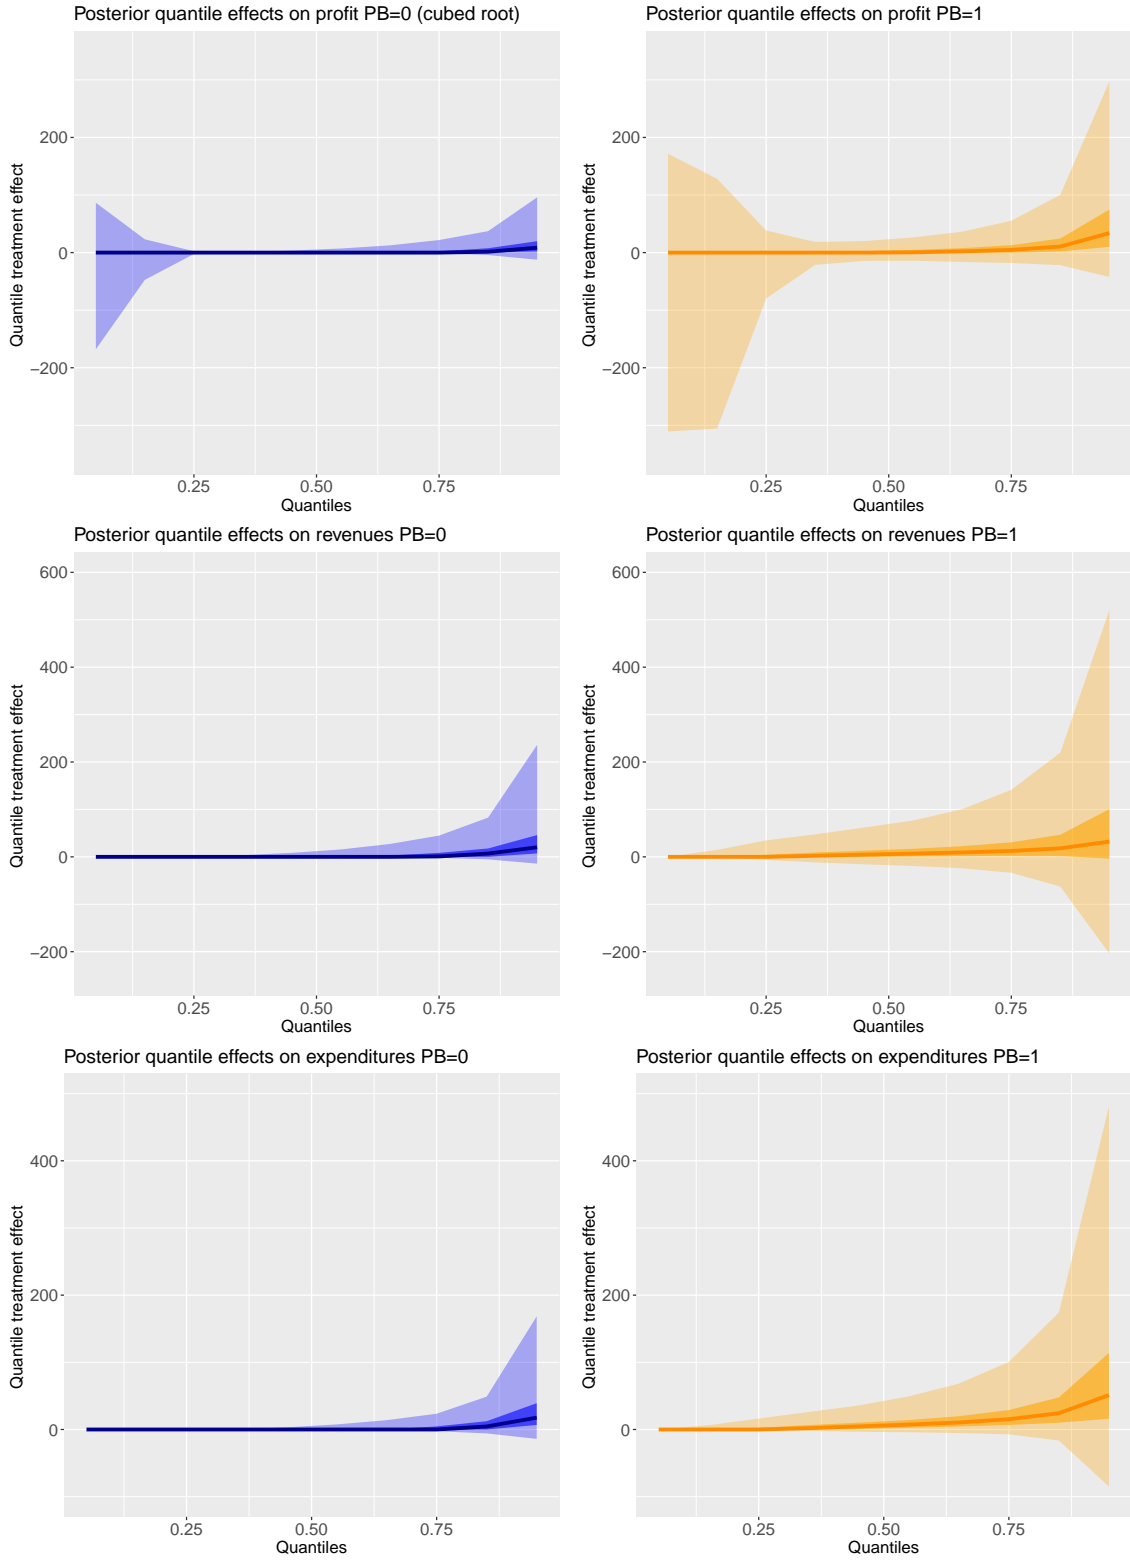 Posterior quantile effects on profit PB=0 (cubed root)
Quantile treatment effect
200
0
−200
0.25 0.50 0.75
Quantiles
Posterior quantile effects on profit PB=1
Quantile treatment effect
200
0
−200
0.25 0.50 0.75
Quantiles
Posterior quantile effects on revenues PB=0
Quantile treatment effect
600
400
200
0
−200
0.25 0.50 0.75
Quantiles
Posterior quantile effects on revenues PB=1
Quantile treatment effect
600
400
200
0
−200
0.25 0.50 0.75
Quantiles
Posterior quantile effects on expenditures PB=0
Quantile treatment effect
400
200
0
0.25 0.50 0.75
Quantiles
Posterior quantile effects on expenditures PB=1
Quantile treatment effect
400
200
0
0.25 0.50 0.75
Quantiles